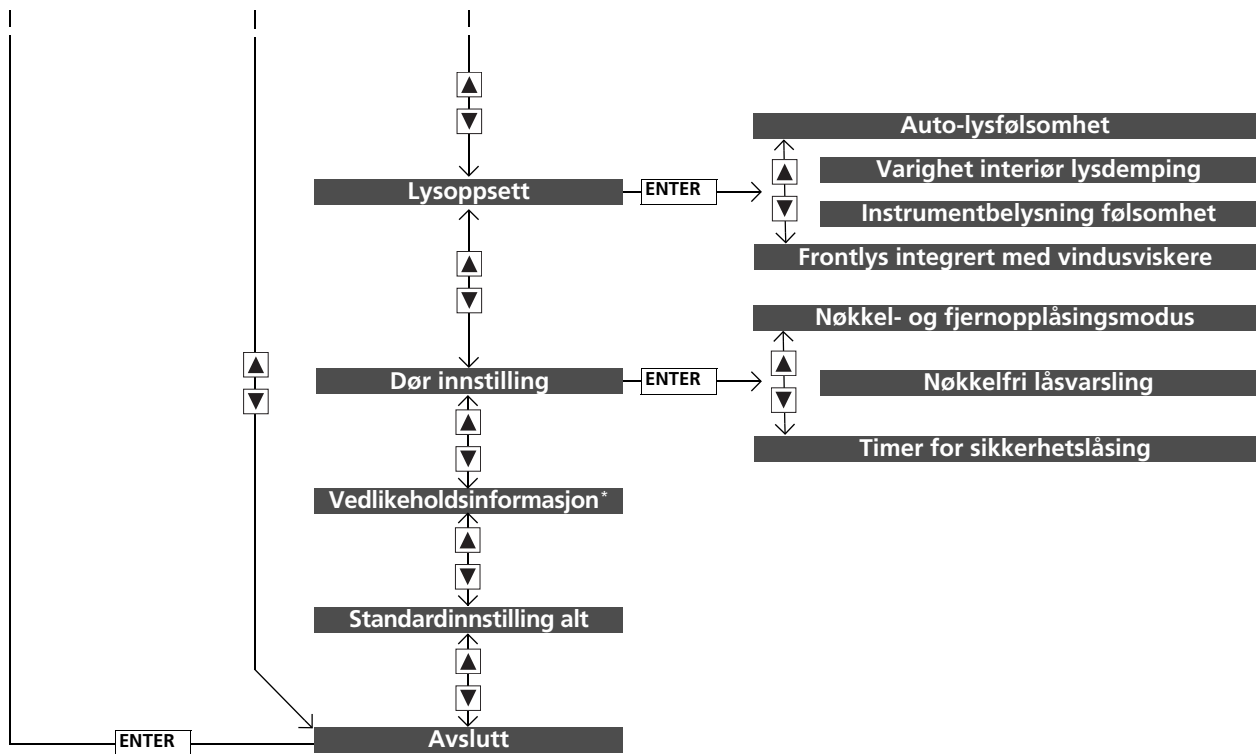 Auto-lysfølsomhet
▲
▼
Varighet interiør lysdemping
▲
Lysoppsett
ENTER
▼
Instrumentbelysning følsomhet
Frontlys integrert med vindusviskere
▲
▼
Nøkkel- og fjernopplåsingsmodus
▲
▼
▲
Dør innstilling
ENTER
▼
Nøkkelfri låsvarsling
▲
▼
Timer for sikkerhetslåsing
Vedlikeholdsinformasjon*
▲
▼
Standardinnstilling alt
▲
▼
ENTER
Avslutt